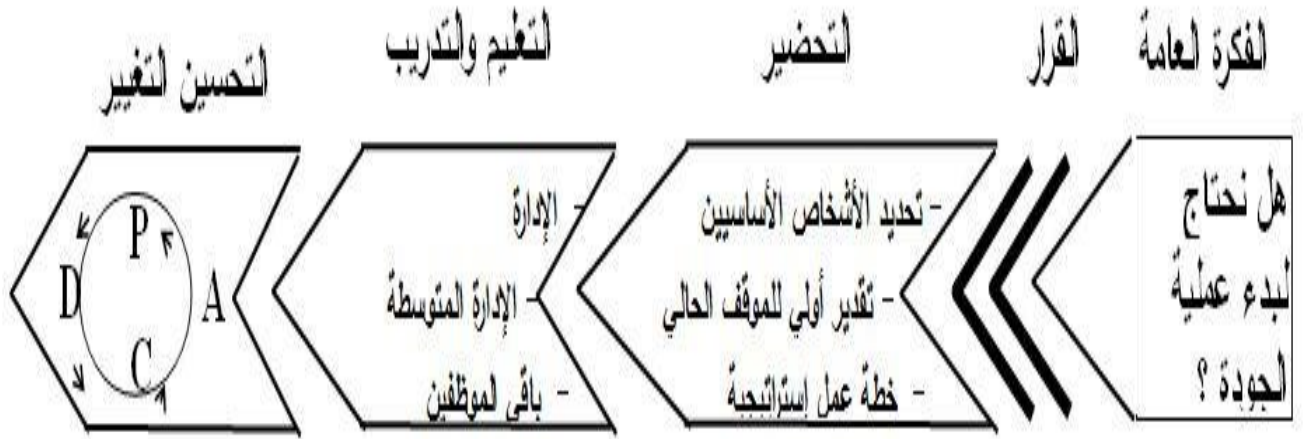 الفكرة العامة
القرار
التحضير
التعليم والتدريب
التحسين التغيير
هل نحتاج
لبدء عملية
الجودة ؟
- تحديد الأشخاص الأساسيين
- تقدير أولي للموقف الحالي
- خطة عمل إستراتيجية
- الإدارة
- الإدارة المتوسطة
- باقي الموظفين
P
A
D
C